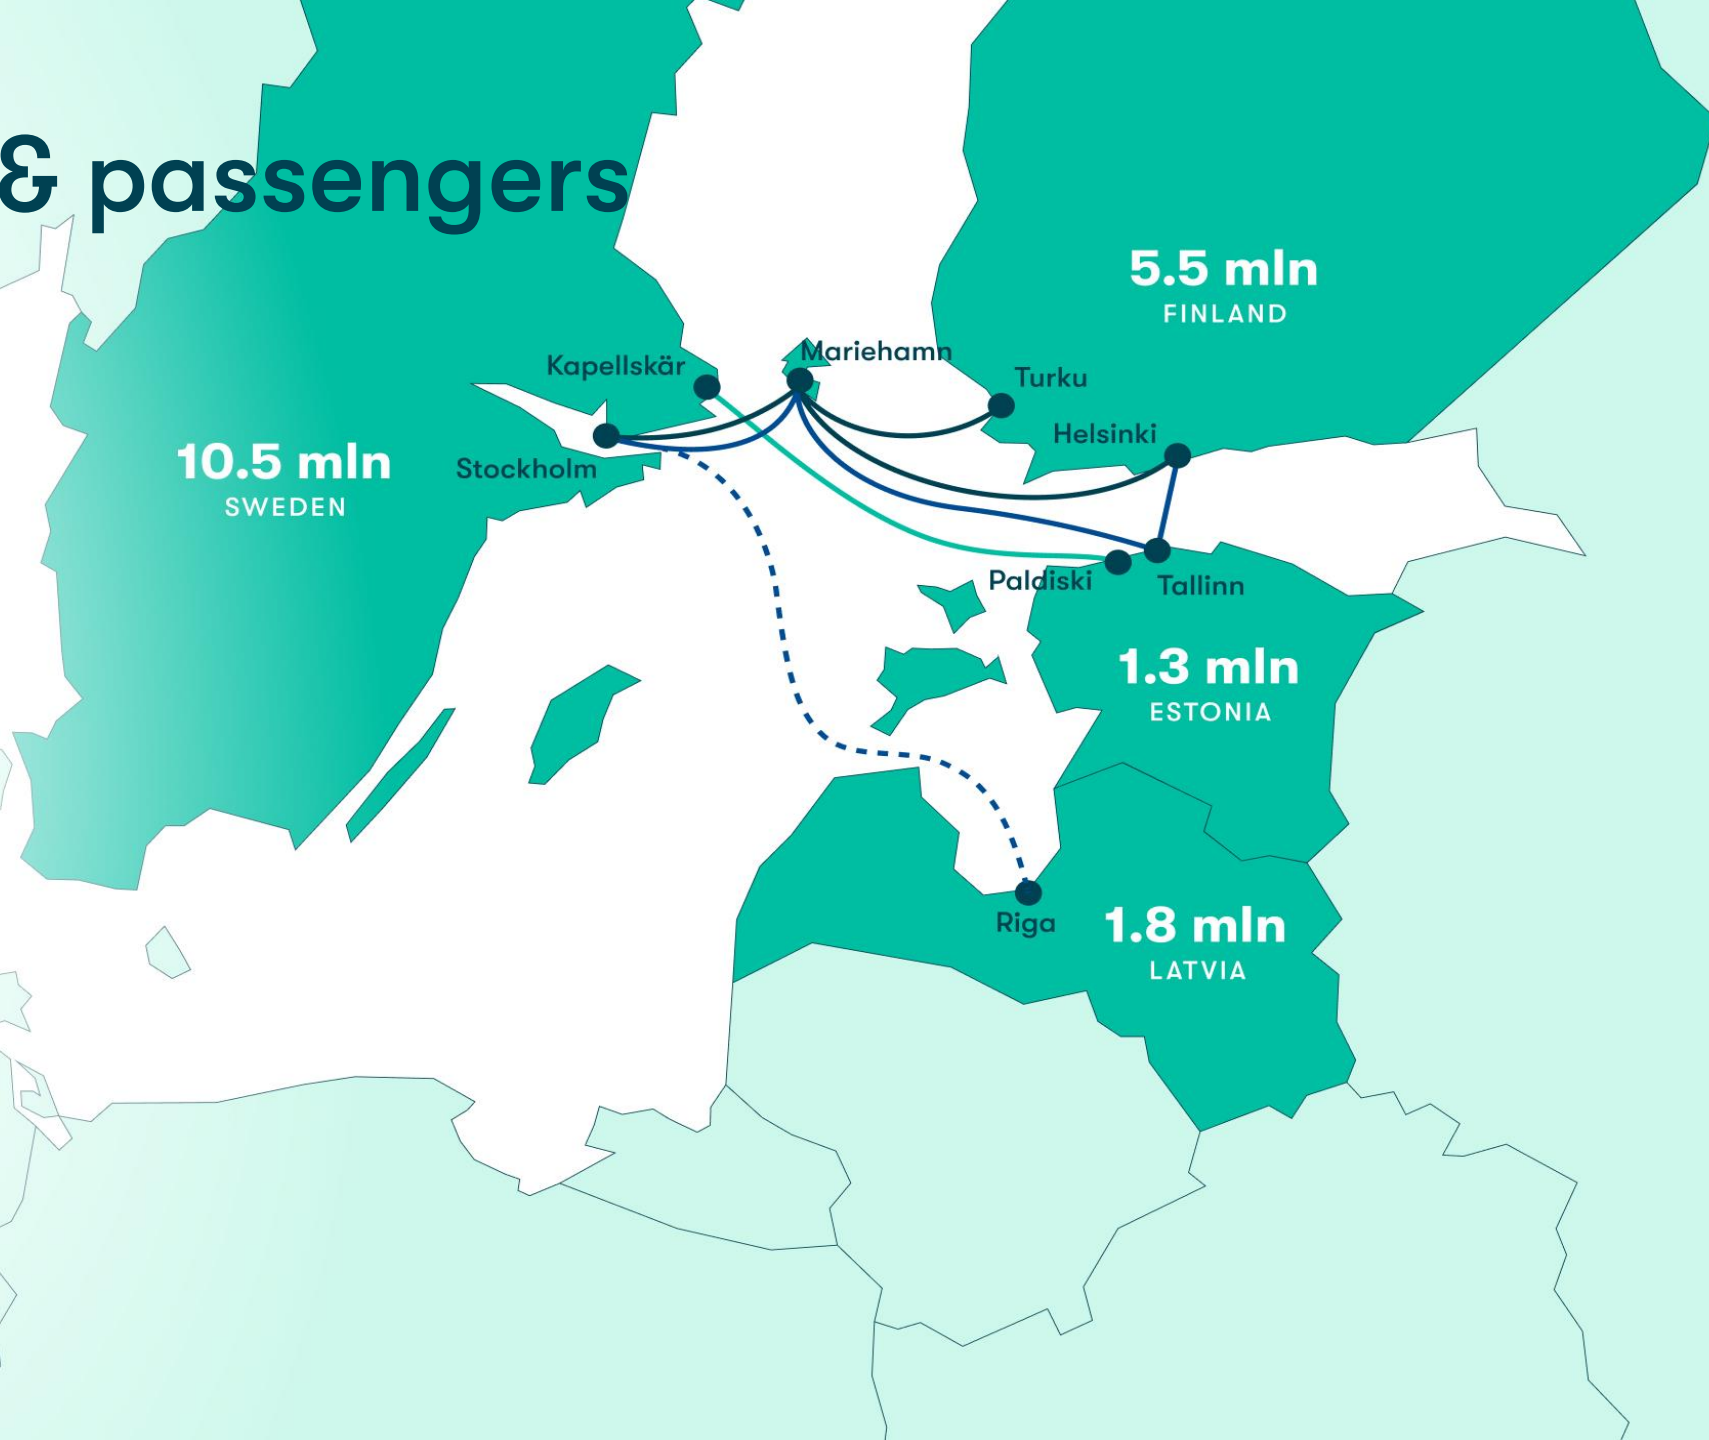 & passengers
5.5 mln
FINLAND
Mariehamn
Kapellskär
Turku
Helsinki
10.5 mln
SWEDEN
Stockholm
Paldiski
Tallinn
1.3 mln
ESTONIA
Riga
1.8 mln
LATVIA